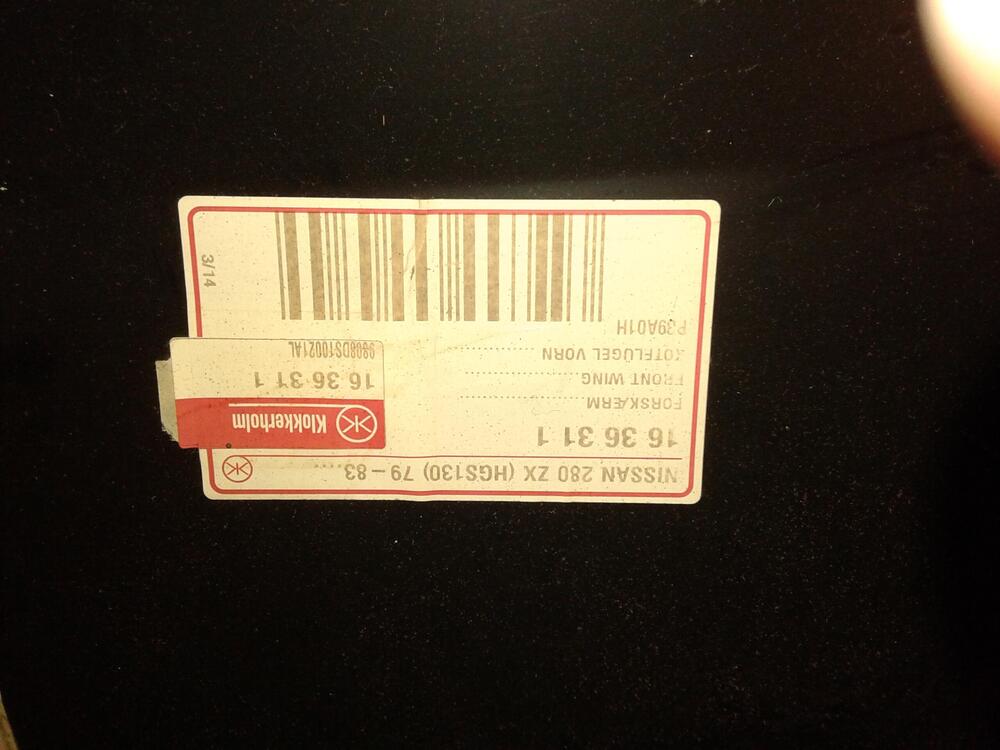 NISSAN 280 ZX (HGS130) 79 – 83.....
16 36 31 1
FORSKÆRM
FRONT WING
KOTFLÜGEL VORN
P39A01H
3/14
Klokkerholm
16 36 31 1
9808DS10021AL